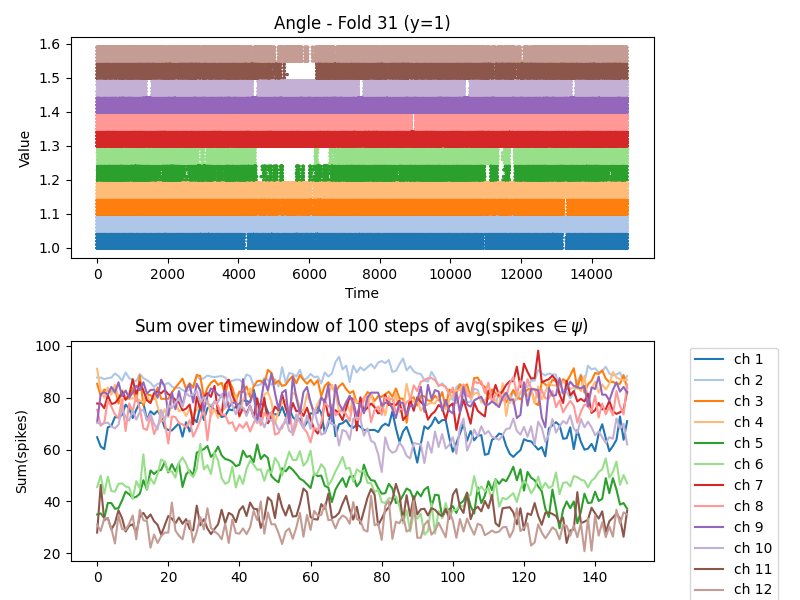 Angle - Fold 31 (y=1)
Value
1.6
1.5
1.4
1.3
1.2
1.1
1.0
0 2000 4000 6000 8000 10000 12000 14000
Time
Sum over timewindow of 100 steps of avg(spikes ∈ ψ)
Sum(spikes)
100
80
60
40
20
0 20 40 60 80 100 120 140
ch 1
ch 2
ch 3
ch 4
ch 5
ch 6
ch 7
ch 8
ch 9
ch 10
ch 11
ch 12